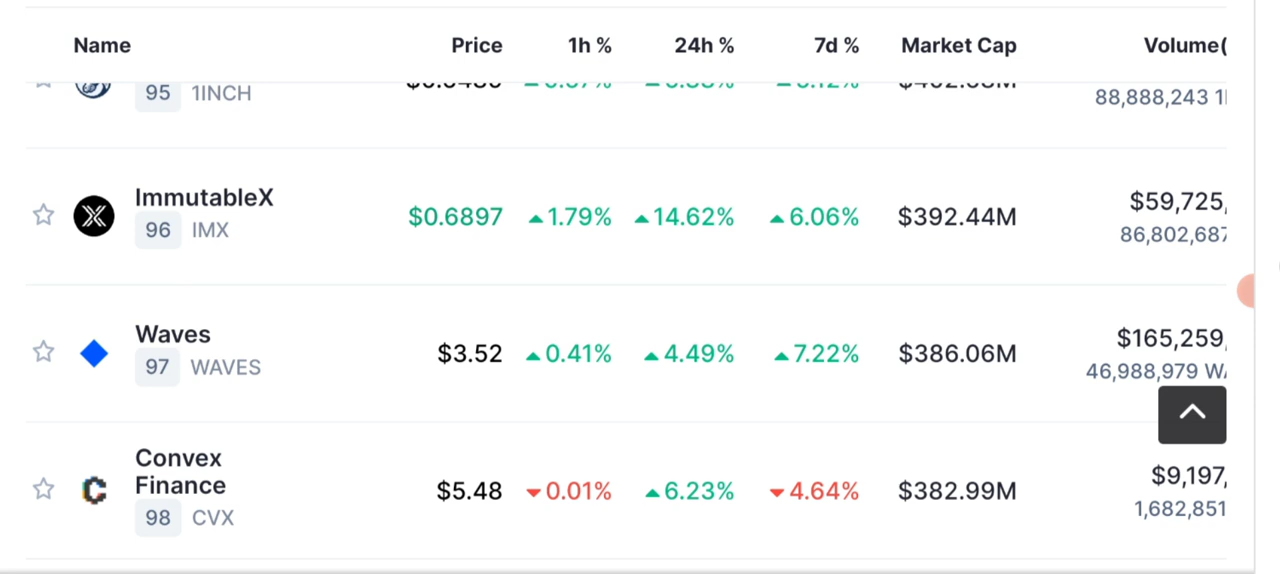 Name Price 1h % 24h % 7d % Market Cap Volume(
95 1INCH 88,888,243
ImmutableX
96 IMX
$0.6897 1.79% 14.62% 6.06% $392.44M $59,725,
86,802,687
Waves
97 WAVES
$3.52 0.41% 4.49% 7.22% $386.06M $165,259,
46,988,979
Convex
Finance
98 CVX
$5.48 0.01% 6.23% 4.64% $382.99M $9,197,
1,682,851